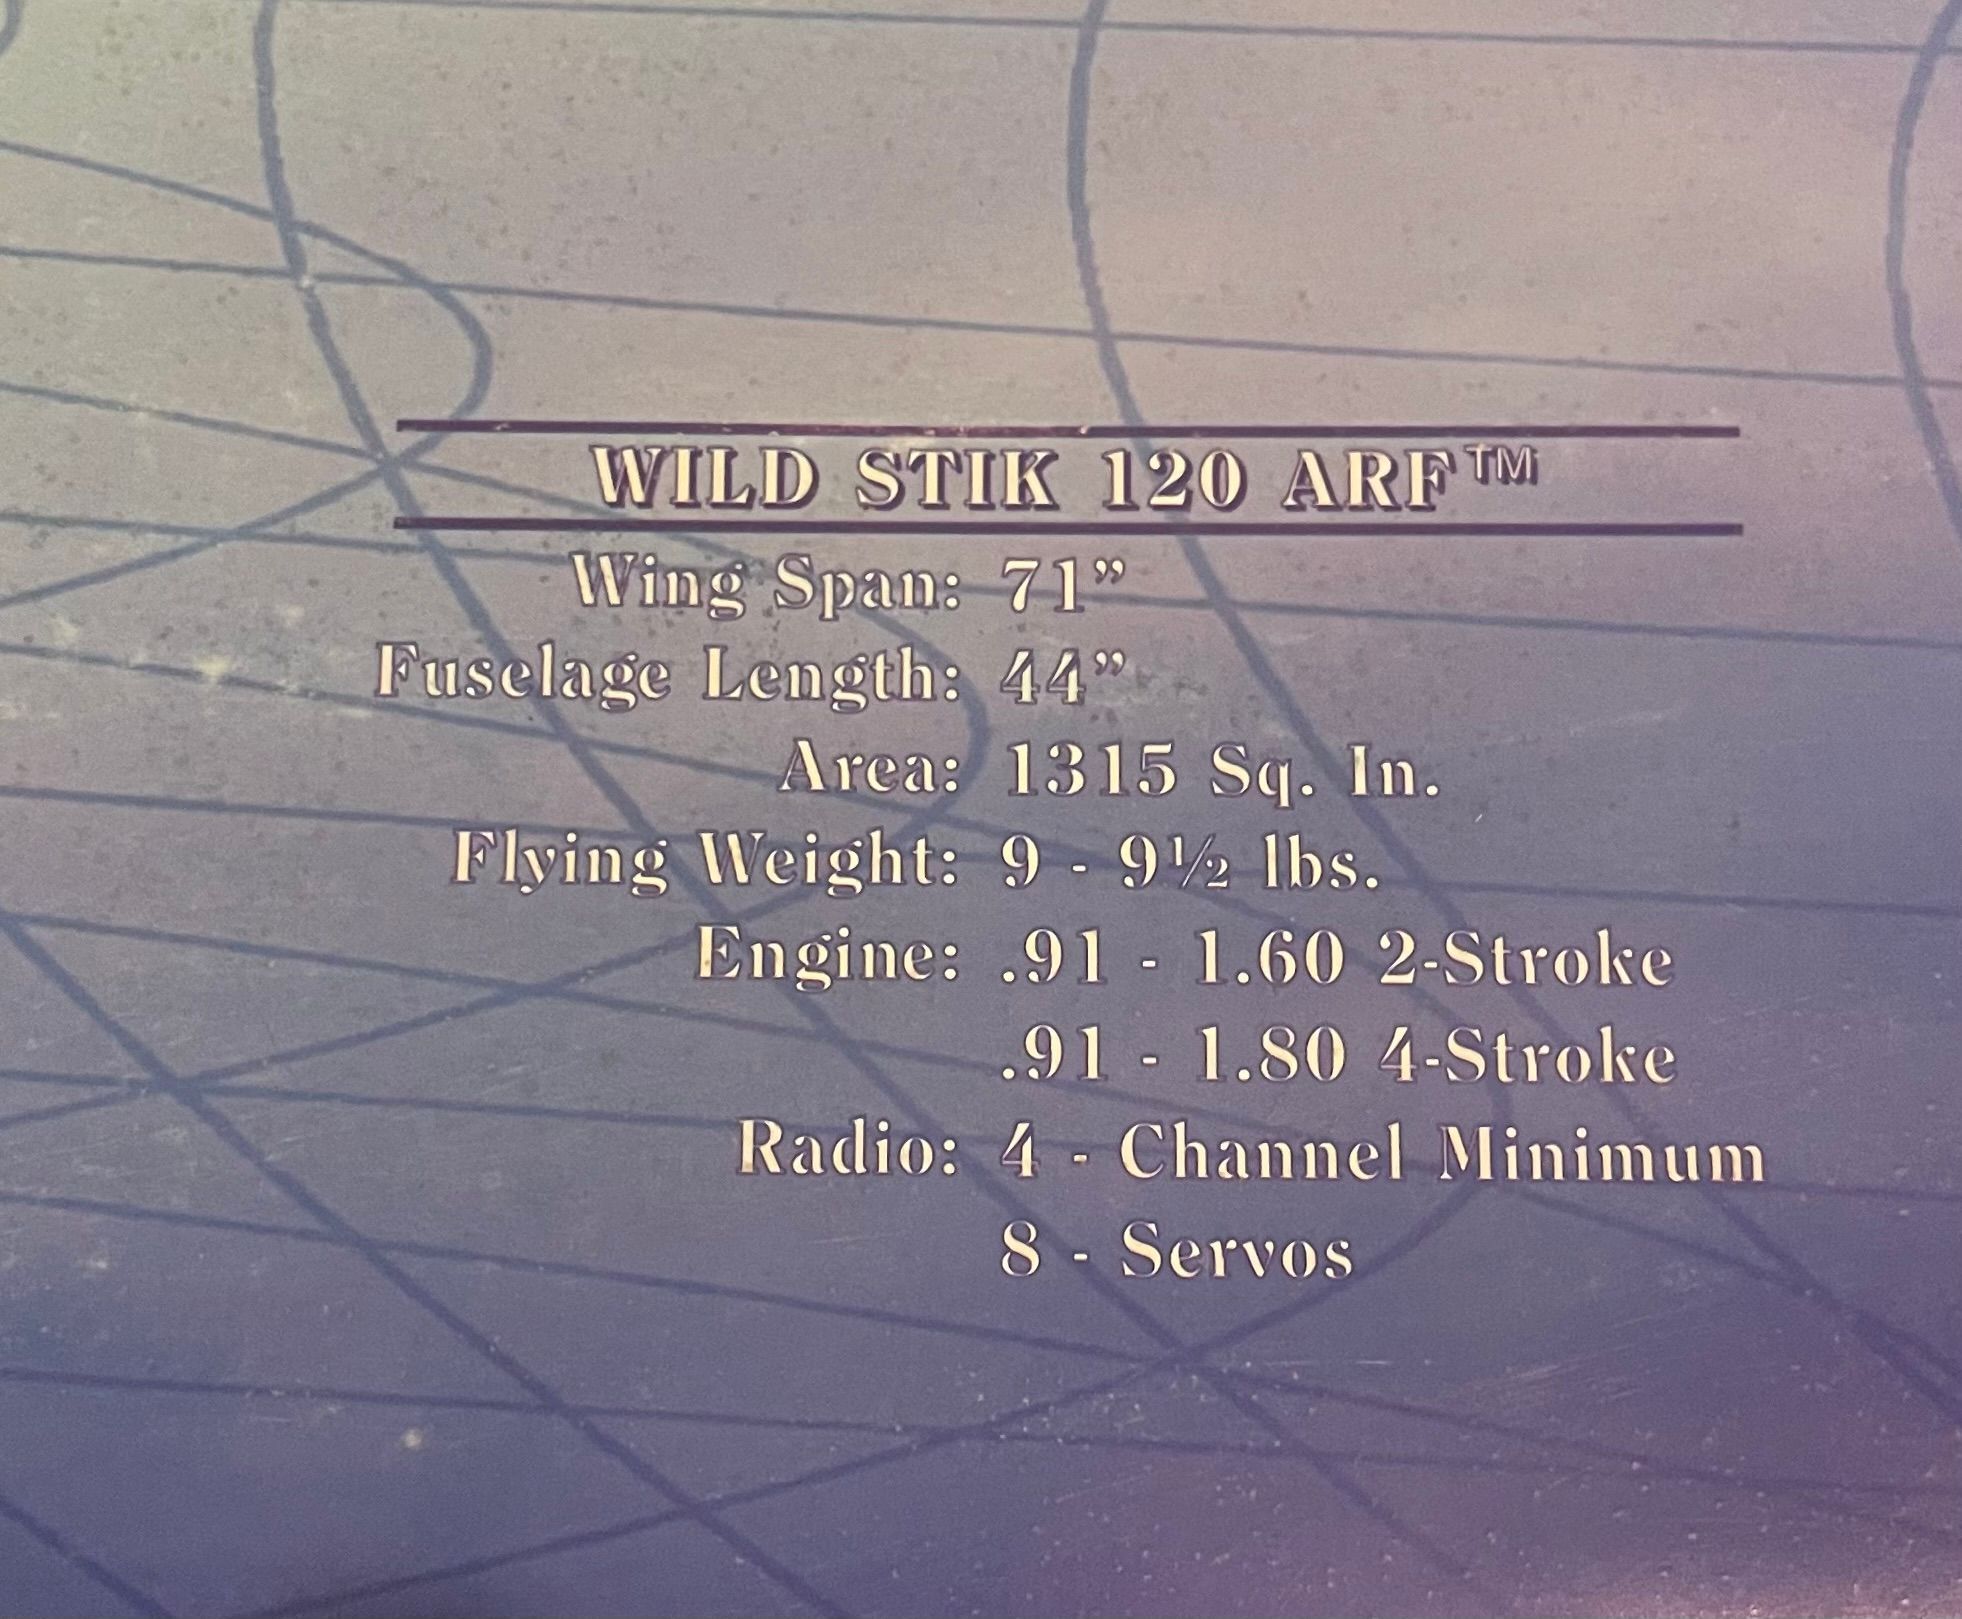 WILD STIK 120 ARF™
Wing Span: 71”
Fuselage Length: 44”
Area: 1315 Sq. In.
Flying Weight: 9 - 9½ lbs.
Engine: .91 - 1.60 2-Stroke
.91 - 1.80 4-Stroke
Radio: 4 - Channel Minimum
8 - Servos